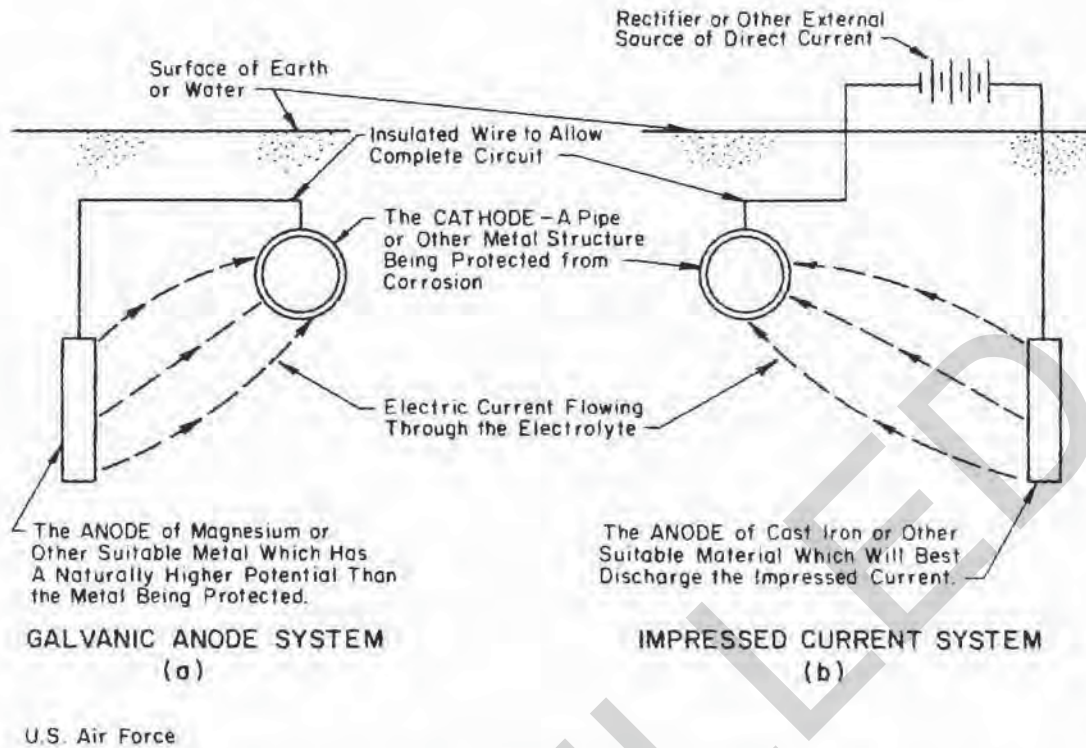 Rectifier or Other External
Source of Direct Current
Surface of Earth
or Water
Insulated Wire to Allow
Complete Circuit
The CATHODE – A Pipe
or Other Metal Structure
Being Protected from
Corrosion
Electric Current Flowing
Through the Electrolyte
The ANODE of Magnesium or
Other Suitable Metal Which Has
A Naturally Higher Potential Than
the Metal Being Protected.
The ANODE of Cast Iron or Other
Suitable Material Which Will Best
Discharge the Impressed Current.
GALVANIC ANODE SYSTEM
(a)
IMPRESSED CURRENT SYSTEM
(b)
U.S. Air Force